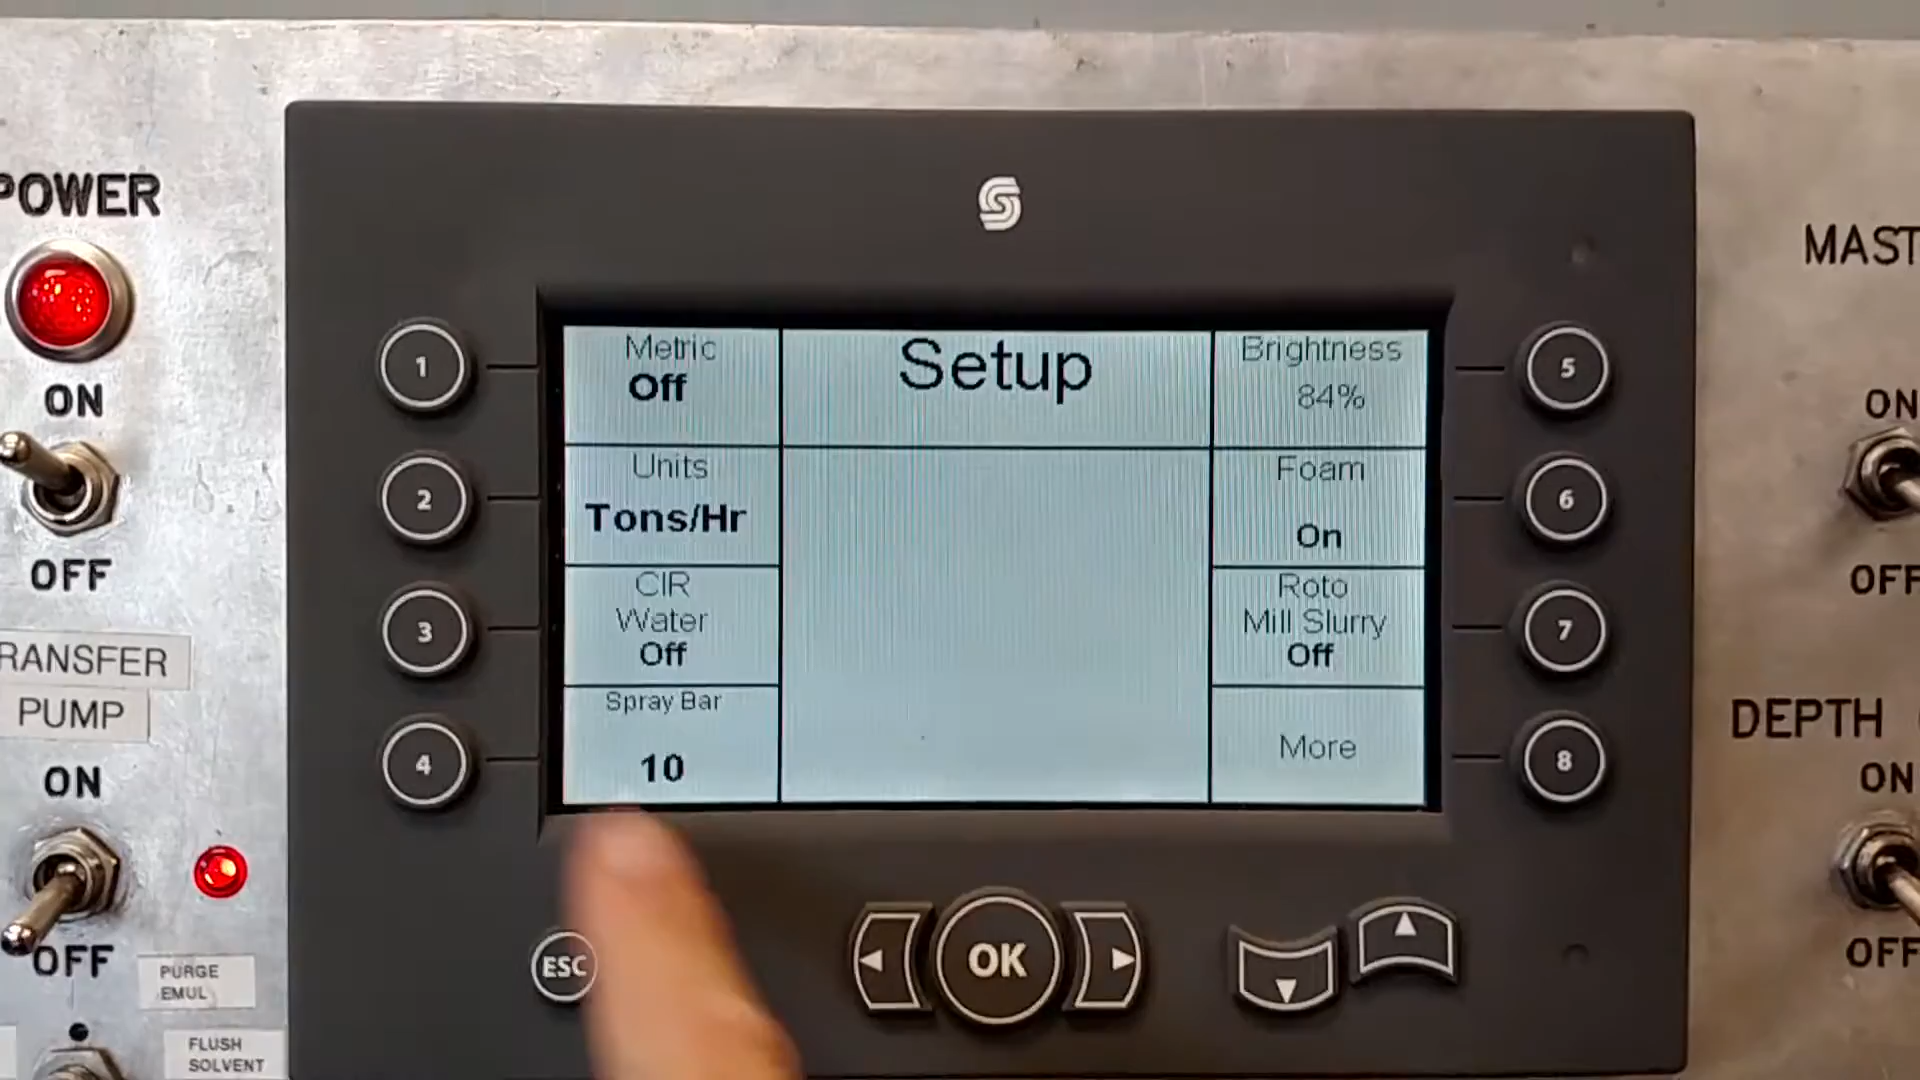 POWER
ON
OFF
RANSFER
PUMP
ON
OFF
PURGE
EMUL
FLUSH
SOLVENT
1
2
3
4
Metric
Off
Units
Tons/Hr
CIR
Water
Off
Spray Bar
10
Setup
Brightness
84%
Foam
On
Roto
Mill Slurry
Off
More
5
6
7
8
ESC
OK
MAST
ON
OFF
DEPTH
ON
OFF